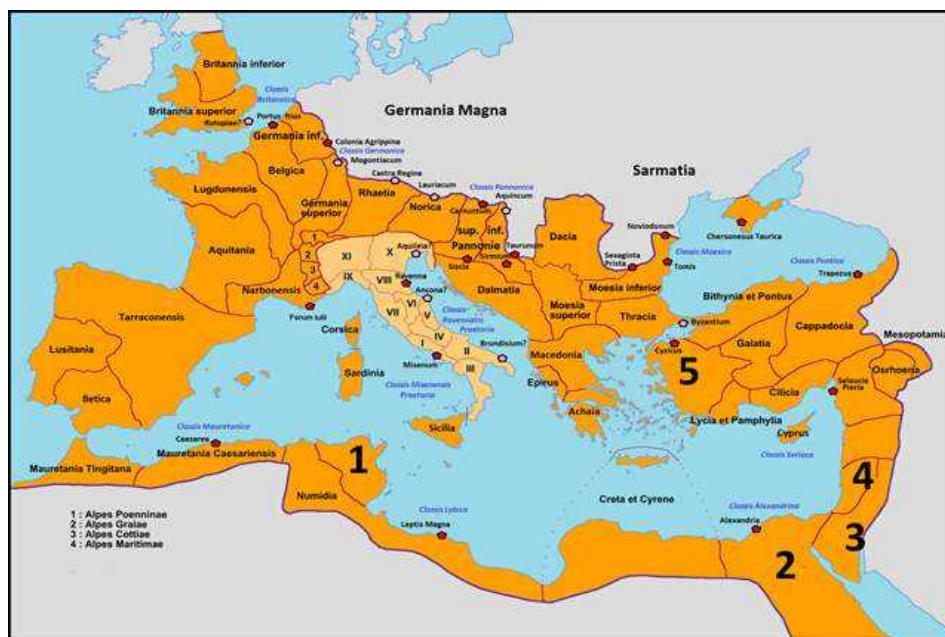 Britannia inferior
Classis
Britannica
Germania Magna
Britannia superior
Rutupiae?
Portus Itius
Germania inf.
Colonia Agrippina
Classis Germanica
Mogontiacum
Sarmatia
Belgica
Castra Regina
Lugdunensis
Rhaetia
Lauriacum
Classis Pannonica
Aquincum
Germania
superior
Norica
Carnuntum
sup.
inf.
Pannonie
Dacia
Noviodonum
Chersonesus Taurica
Aquitania
1
2
3
4
XI
X
Aquileia?
Siscia
Sirmium
Taurunum
Sexaginta
Prista
Classis Moesica
Tomis
Classis Pontica
Trapezus
IX
VIII
Ravenna
Dalmatia
Moesia inferior
Narbonensis
Ancona?
Moesia
superior
Bithynia et Pontus
Forum Iulii
VI
V
VII
Classis
Ravennatis
Praetoria
Thracia
Byzantium
Cappadocia
Mesopotamia
Tarraconensis
Corsica
I
IV
II
III
Brundisium?
Macedonia
Cyzicus
Galatia
Osrhoena
Lusitania
Misenum
Sardinia
Epirus
5
Seleucie
Pieria
Betica
Classis Misenensis
Praetoria
Cilicia
Achaia
Lycia et Pamphylia
Sicilia
Cyprus
Classis Mauretanica
Caesarea
Mauretania Caesariensis
Mauretania Tingitana
1
Classis Syriaca
4
Numidia
Creta et Cyrene
Classis Lybica
Leptis Magna
Classis Alexandrina
Alexandria
3
2
1 : Alpes Poenninae
2 : Alpes Graiae
3 : Alpes Cottiae
4 : Alpes Maritimae